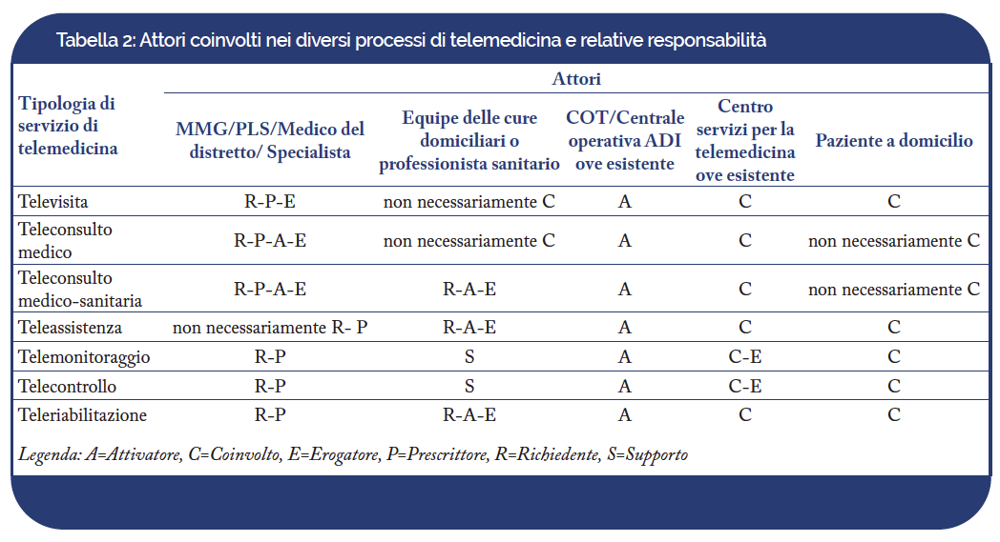 Tabella 2: Attori coinvolti nei diversi processi di telemedicina e relative responsabilità
Attori
Tipologia di servizio di telemedicina
MMG/PLS/Medico del distretto/ Specialista
Equipe delle cure domiciliari o professionista sanitario
COT/Centrale operativa ADI ove esistente
Centro servizi per la telemedicina ove esistente
Paziente a domicilio
Televisita R-P-E non necessariamente C A C C
Teleconsulto medico R-P-A-E non necessariamente C A C non necessariamente C
Teleconsulto medico-sanitaria R-P-A-E R-A-E A C non necessariamente C
Teleassistenza non necessariamente R- P R-A-E A C C
Telemonitoraggio R-P S A C-E C
Telecontrollo R-P S A C-E C
Teleriabilitazione R-P R-A-E A C C
Legenda: A=Attivatore, C=Coinvolto, E=Erogatore, P=Prescrittore, R=Richiedente, S=Supporto